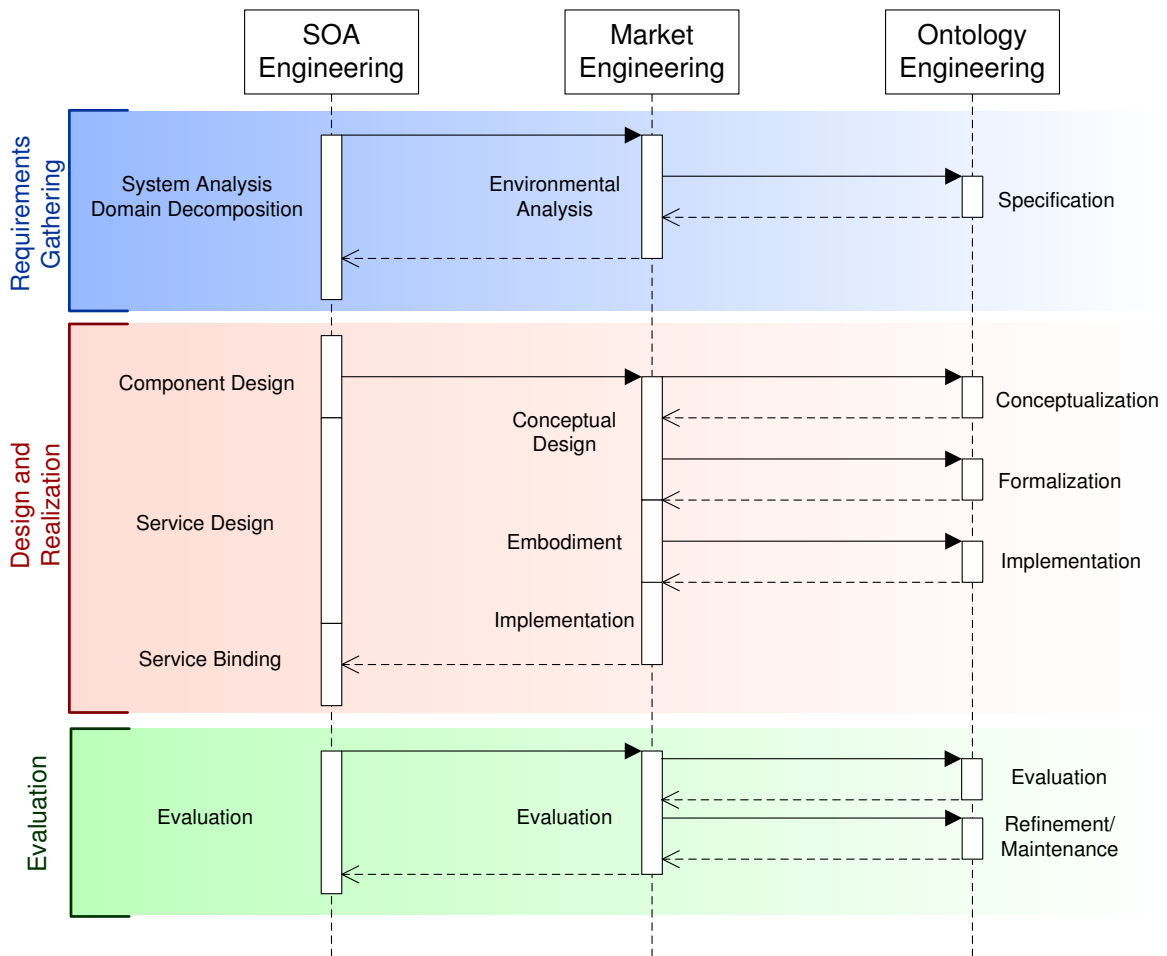 SOA
Engineering
Market
Engineering
Ontology
Engineering
Requirements
Gathering
System Analysis
Domain Decomposition
Environmental
Analysis
Specification
Design and
Realization
Component Design
Conceptual
Design
Conceptualization
Formalization
Service Design
Embodiment
Implementation
Implementation
Service Binding
Evaluation
Evaluation
Evaluation
Evaluation
Refinement/
Maintenance